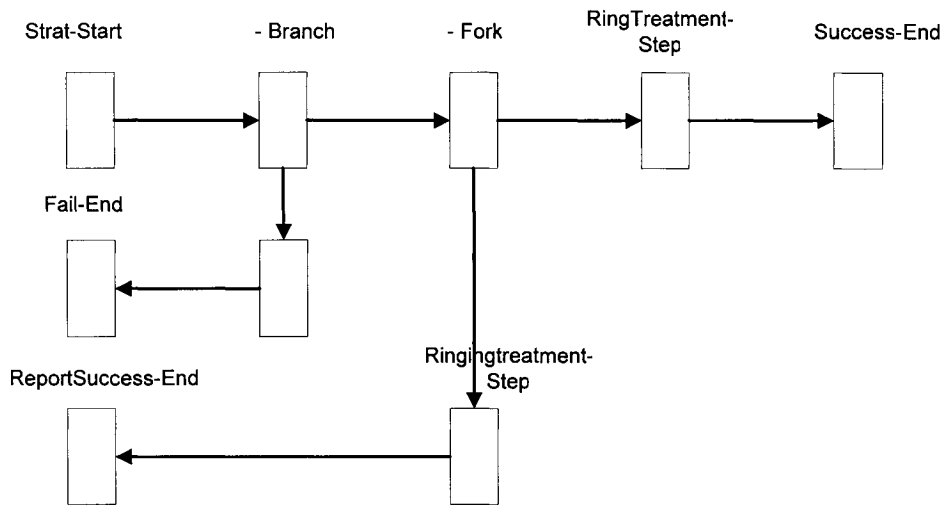 Strat-Start
- Branch
- Fork
RingTreatment-
Step
Success-End
Fail-End
Ringingtreatment-
Step
ReportSuccess-End